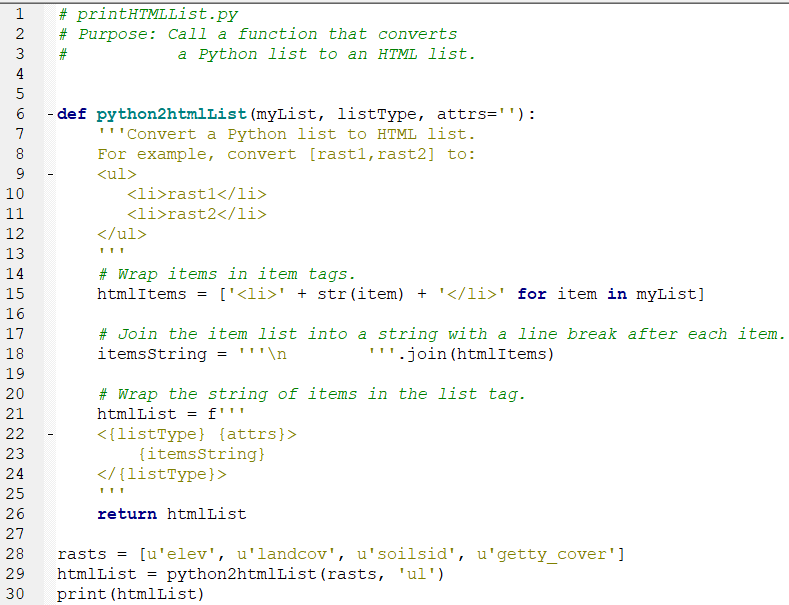 1 # printHTMLList.py
2 # Purpose: Call a function that converts
3 #           a Python list to an HTML list.
4
5
6 -def python2htmlList(myList, listType, attrs=''):
7     '''Convert a Python list to HTML list.
8     For example, convert [rast1,rast2] to:
9 -    <ul>
10        <li>rast1</li>
11        <li>rast2</li>
12    </ul>
13    '''
14    # Wrap items in item tags.
15    htmlItems = ['<li>' + str(item) + '</li>' for item in myList]
16
17    # Join the item list into a string with a line break after each item.
18    itemsString = '''\n        '''.join(htmlItems)
19
20    # Wrap the string of items in the list tag.
21    htmlList = f'''
22 -    <{listType} {attrs}>
23        {itemsString}
24    </{listType}>
25    '''
26    return htmlList
27
28 rasts = [u'elev', u'landcov', u'soilsid', u'getty_cover']
29 htmlList = python2htmlList(rasts, 'ul')
30 print(htmlList)